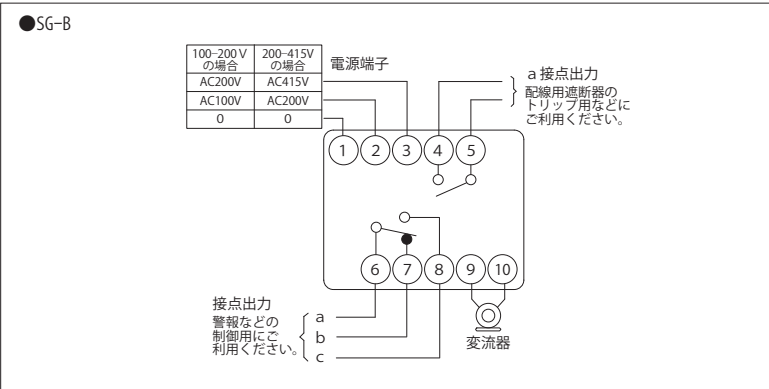 ●SG-B
100-200V
の場合
200-415V
の場合
電源端子
AC200V
AC415V
AC100V
AC200V
0
0
a接点出力
配線用遮断器の
トリップ用などに
ご利用ください。
1 2 3 4 5
6 7 8 9 10
接点出力
警報などの
制御用にご
利用ください。
a
b
c
変流器